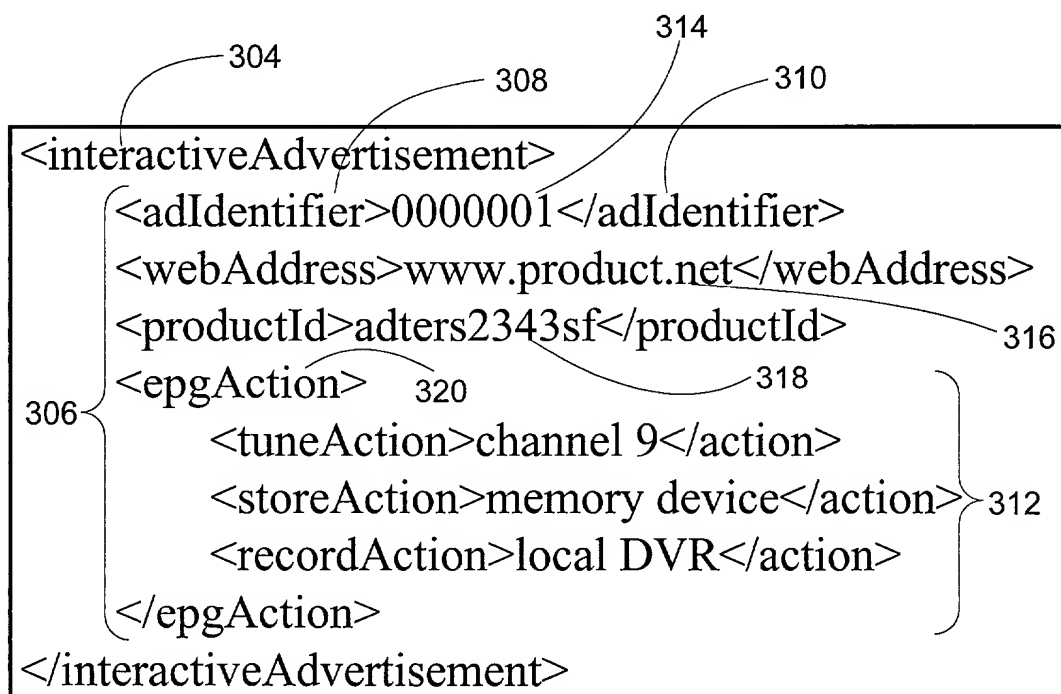 314
304
308
310
<interactiveAdvertisement>
<adIdentifier>0000001</adIdentifier>
<webAddress>www.product.net</webAddress>
<productId>adters2343sf</productId>
316
<epgAction>
320
318
306
<tuneAction>channel 9</action>
<storeAction>memory device</action>
312
<recordAction>local DVR</action>
</epgAction>
</interactiveAdvertisement>